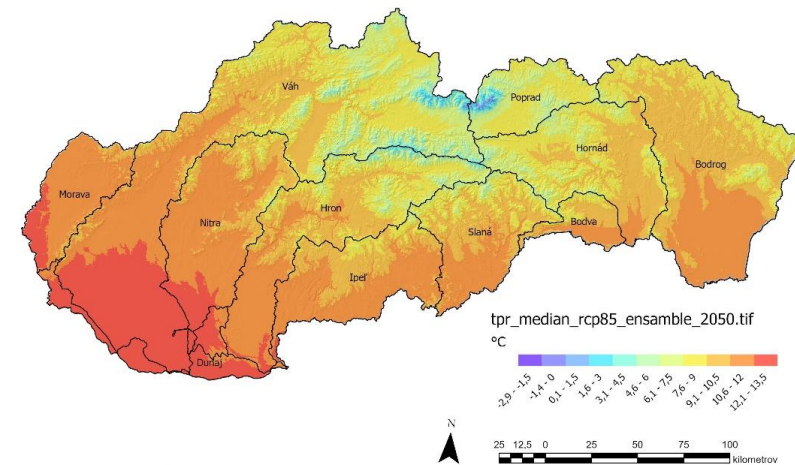 Váh
Poprad
Hornád
Bodrog
Morava
Nitra
Hron
Slaná
Bodva
Ipeľ
Dunaj
tpr_median_rcp85_ensamble_2050.tif
°C
-2,9 - -1,5
-1,4 - 0
0,1 - 1,5
1,6 - 3
3,1 - 4,5
4,6 - 6
6,1 - 7,5
7,6 - 9
9,1 - 10,5
10,6 - 12
12,1 - 13,5
N
25 12,5 0 25 50 75 100
kilometrov